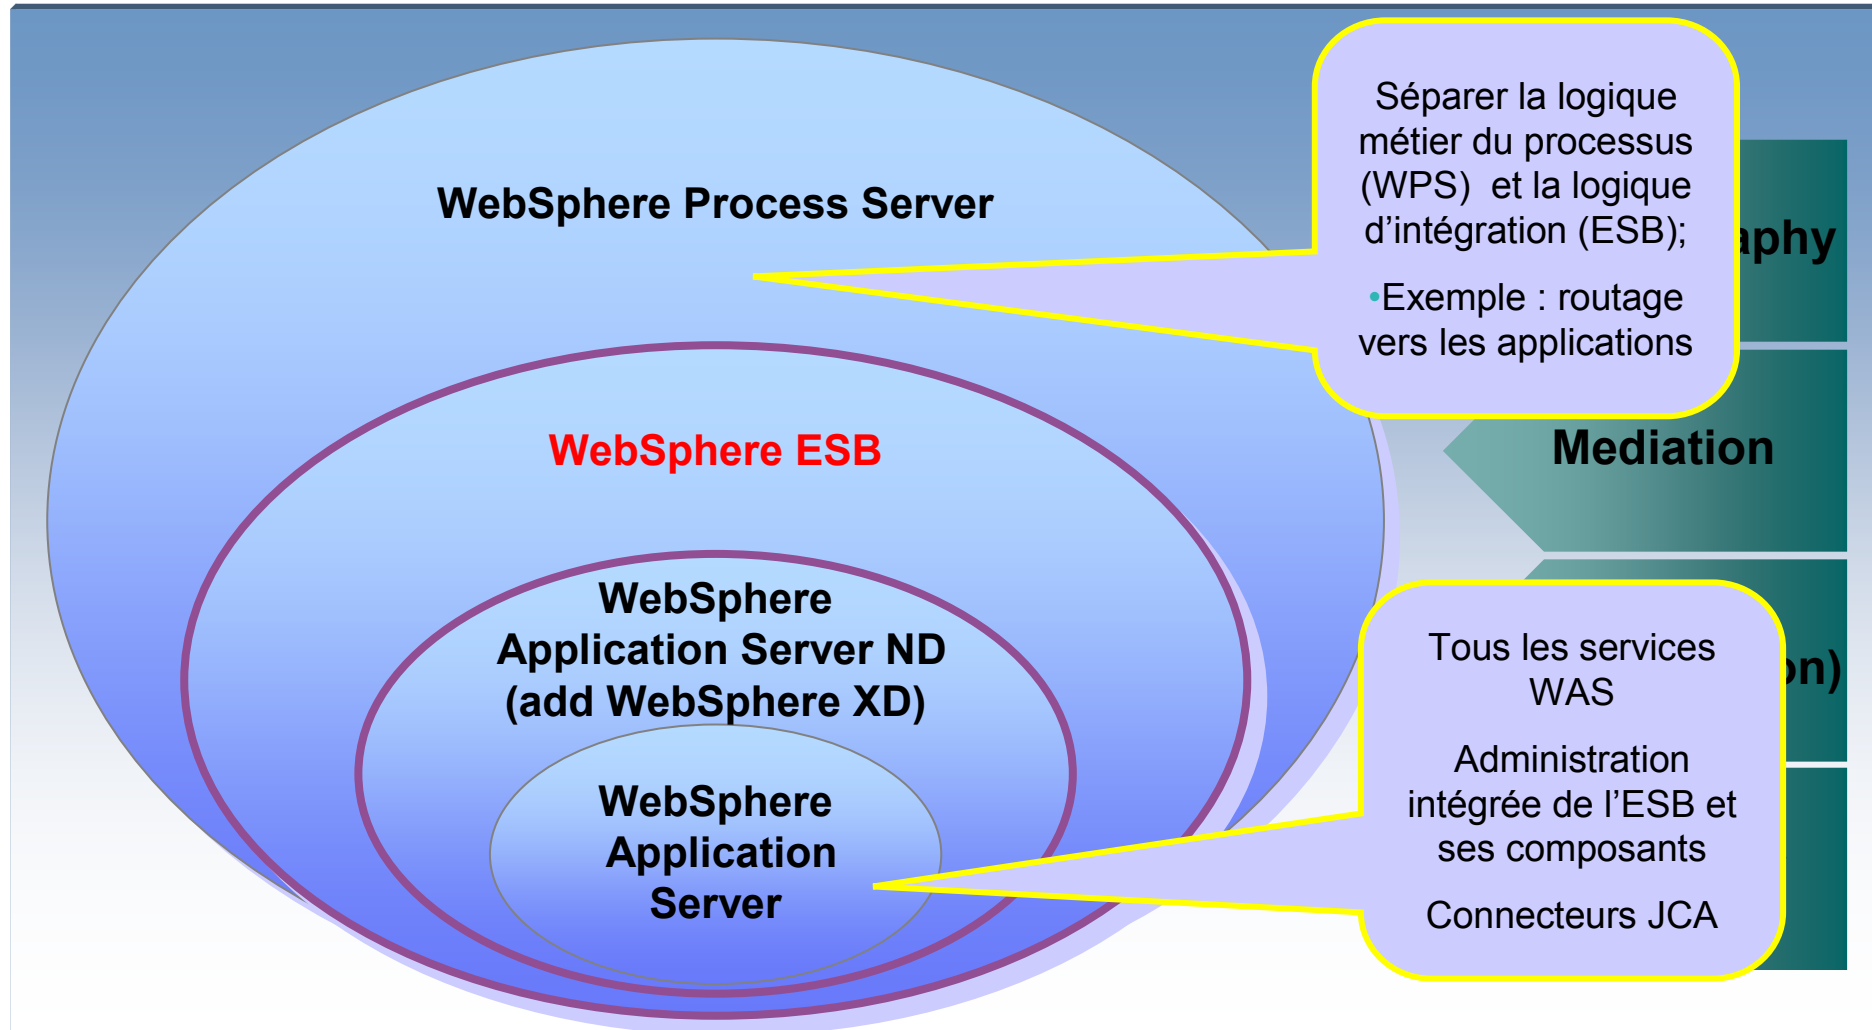 WebSphere Process Server
WebSphere ESB
WebSphere
Application Server ND
(add WebSphere XD)
WebSphere
Application
Server
Séparer la logique
métier du processus
(WPS) et la logique
d’intégration (ESB);
•Exemple : routage
vers les applications
Mediation
Tous les services
WAS
Administration
intégrée de l’ESB et
ses composants
Connecteurs JCA